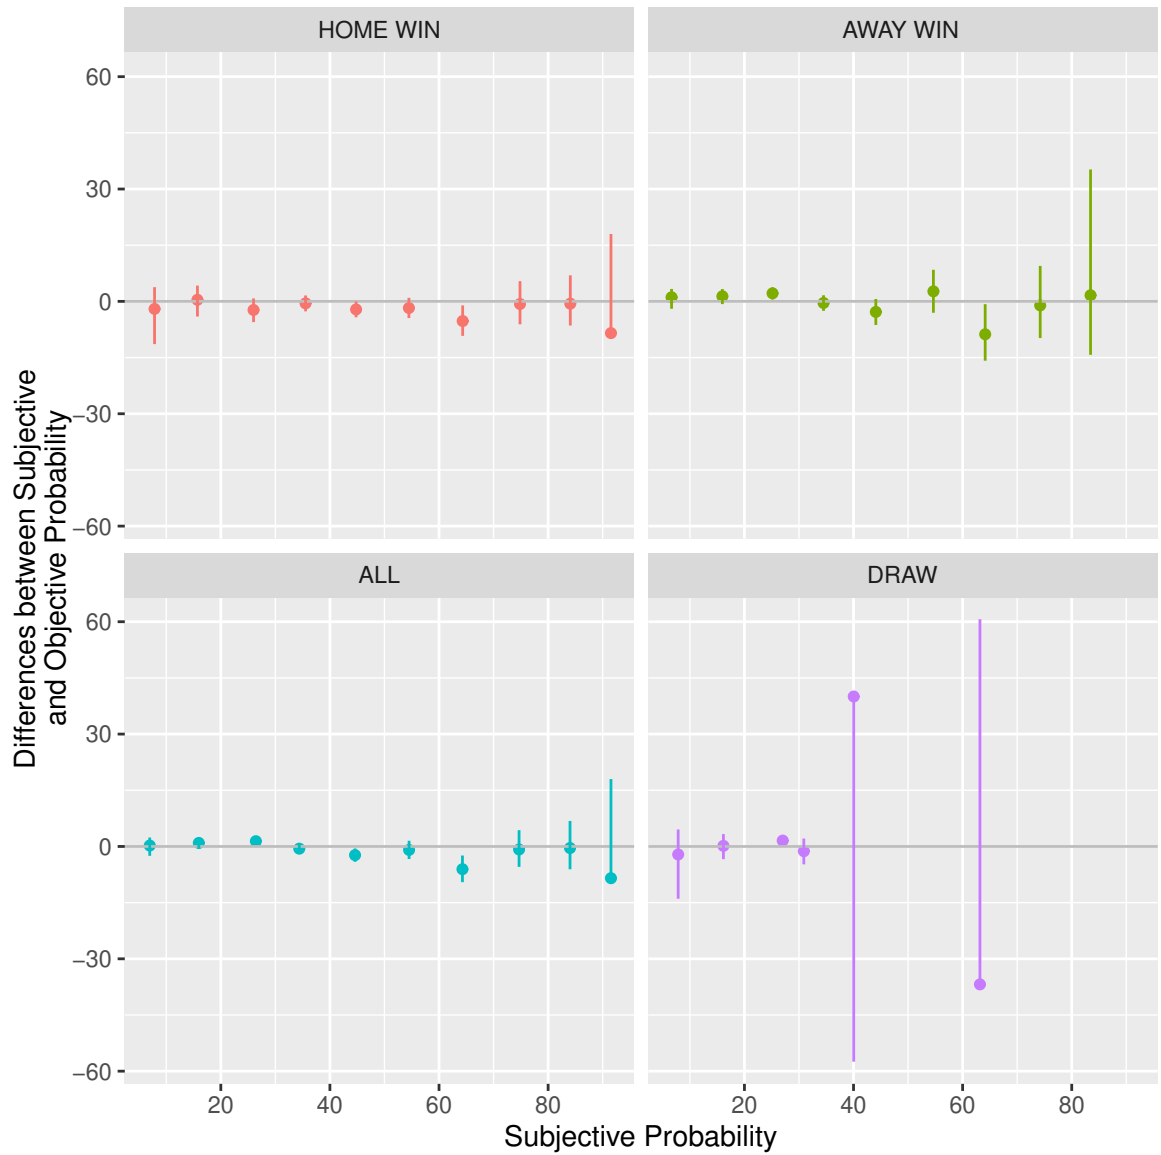 HOME WIN
AWAY WIN
60
30
0
−30
−60
ALL
DRAW
60
30
0
−30
−60
20
40
60
80
20
40
60
80
Subjective Probability
Differences between Subjective
and Objective Probability